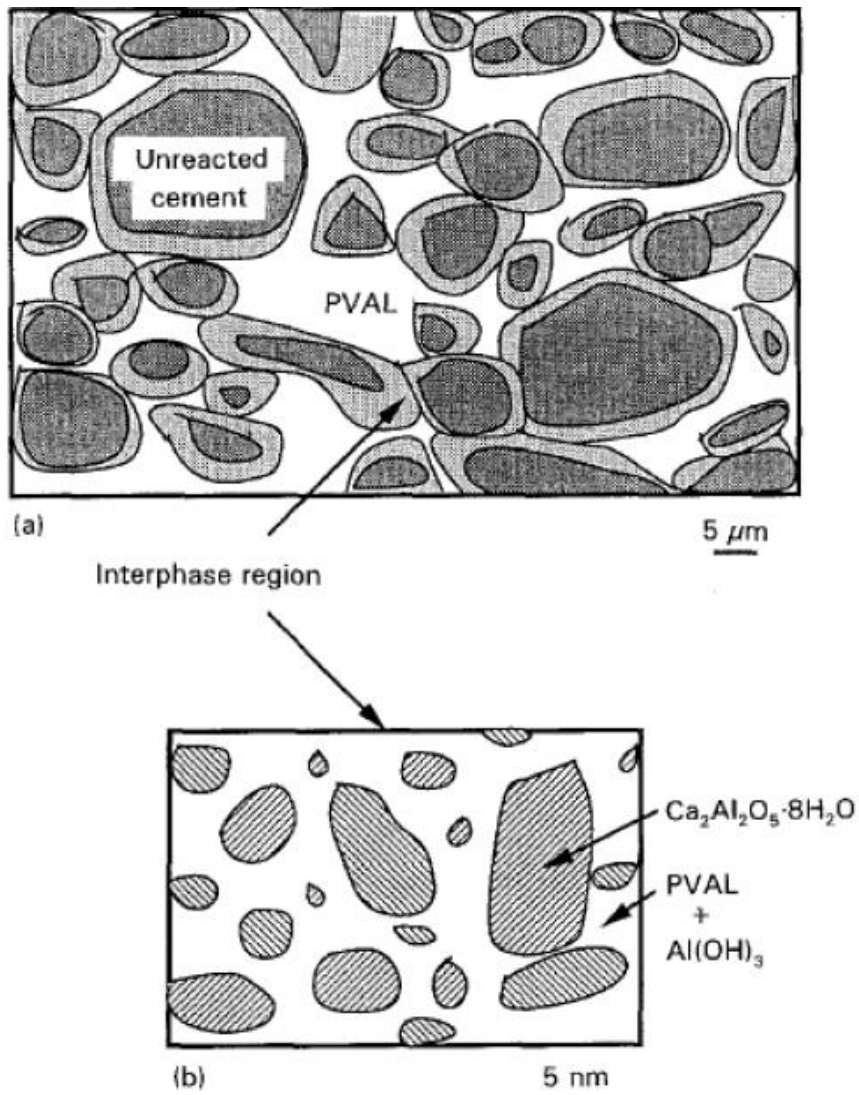 Unreacted
cement
PVAL
(a)
5 μm
Interphase region
Ca₂Al₂O₅·8H₂O
PVAL
+
Al(OH)₃
(b)
5 nm